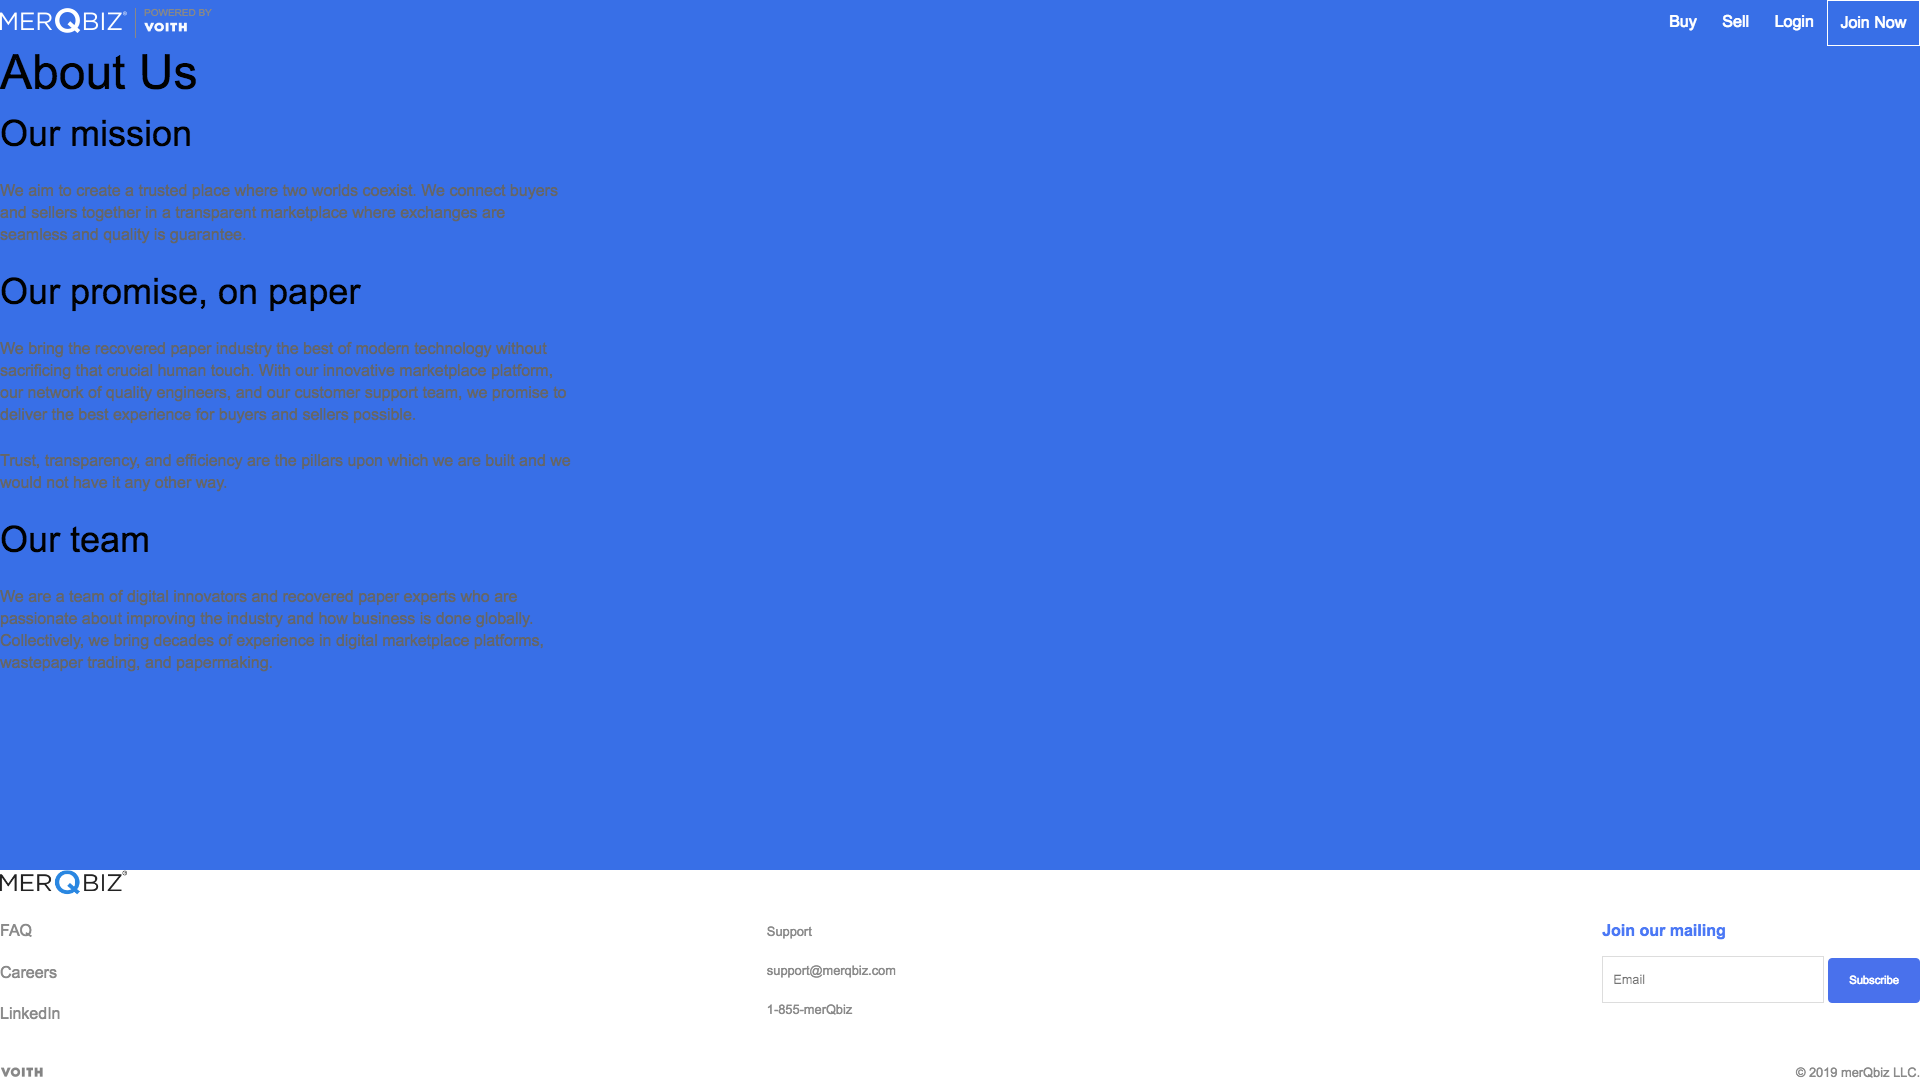 MERQBIZ®
POWERED BY
VOITH
Buy
Sell
Login
Join Now
About Us
Our mission
We aim to create a trusted place where two worlds coexist. We connect buyers
and sellers together in a transparent marketplace where exchanges are
seamless and quality is guarantee.
Our promise, on paper
We bring the recovered paper industry the best of modern technology without
sacrificing that crucial human touch. With our innovative marketplace platform,
our network of quality engineers, and our customer support team, we promise to
deliver the best experience for buyers and sellers possible.
Trust, transparency, and efficiency are the pillars upon which we are built and we
would not have it any other way.
Our team
We are a team of digital innovators and recovered paper experts who are
passionate about improving the industry and how business is done globally.
Collectively, we bring decades of experience in digital marketplace platforms,
wastepaper trading, and papermaking.
MERQBIZ®
FAQ
Careers
LinkedIn
Support
support@merqbiz.com
1-855-merQbiz
Join our mailing
Email
Subscribe
VOITH
© 2019 merQbiz LLC.